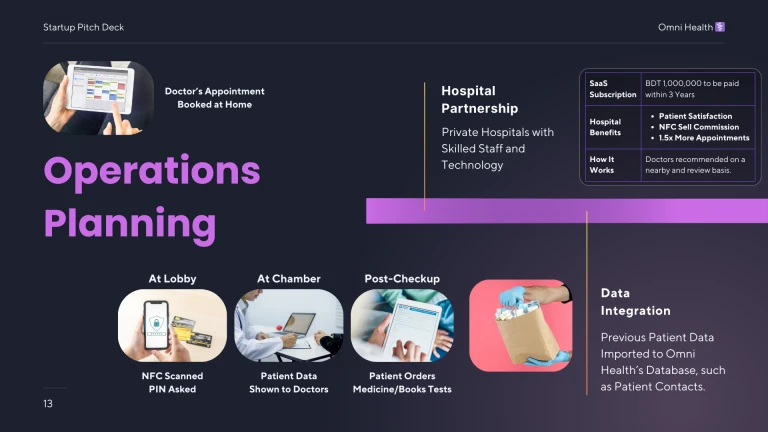 Startup Pitch Deck
Omni Health
Doctor's Appointment
Booked at Home
Operations
Planning
Hospital
Partnership
Private Hospitals with
Skilled Staff and
Technology
SaaS
Subscription
BDT 1,000,000 to be paid
within 3 Years
Hospital
Benefits
• Patient Satisfaction
• NFC Sell Commission
• 1.5x More Appointments
How It
Works
Doctors recommended on a
nearby and review basis.
At Lobby
NFC Scanned
PIN Asked
At Chamber
Patient Data
Shown to Doctors
Post-Checkup
Patient Orders
Medicine/Books Tests
Data
Integration
Previous Patient Data
Imported to Omni
Health's Database, such
as Patient Contacts.
13